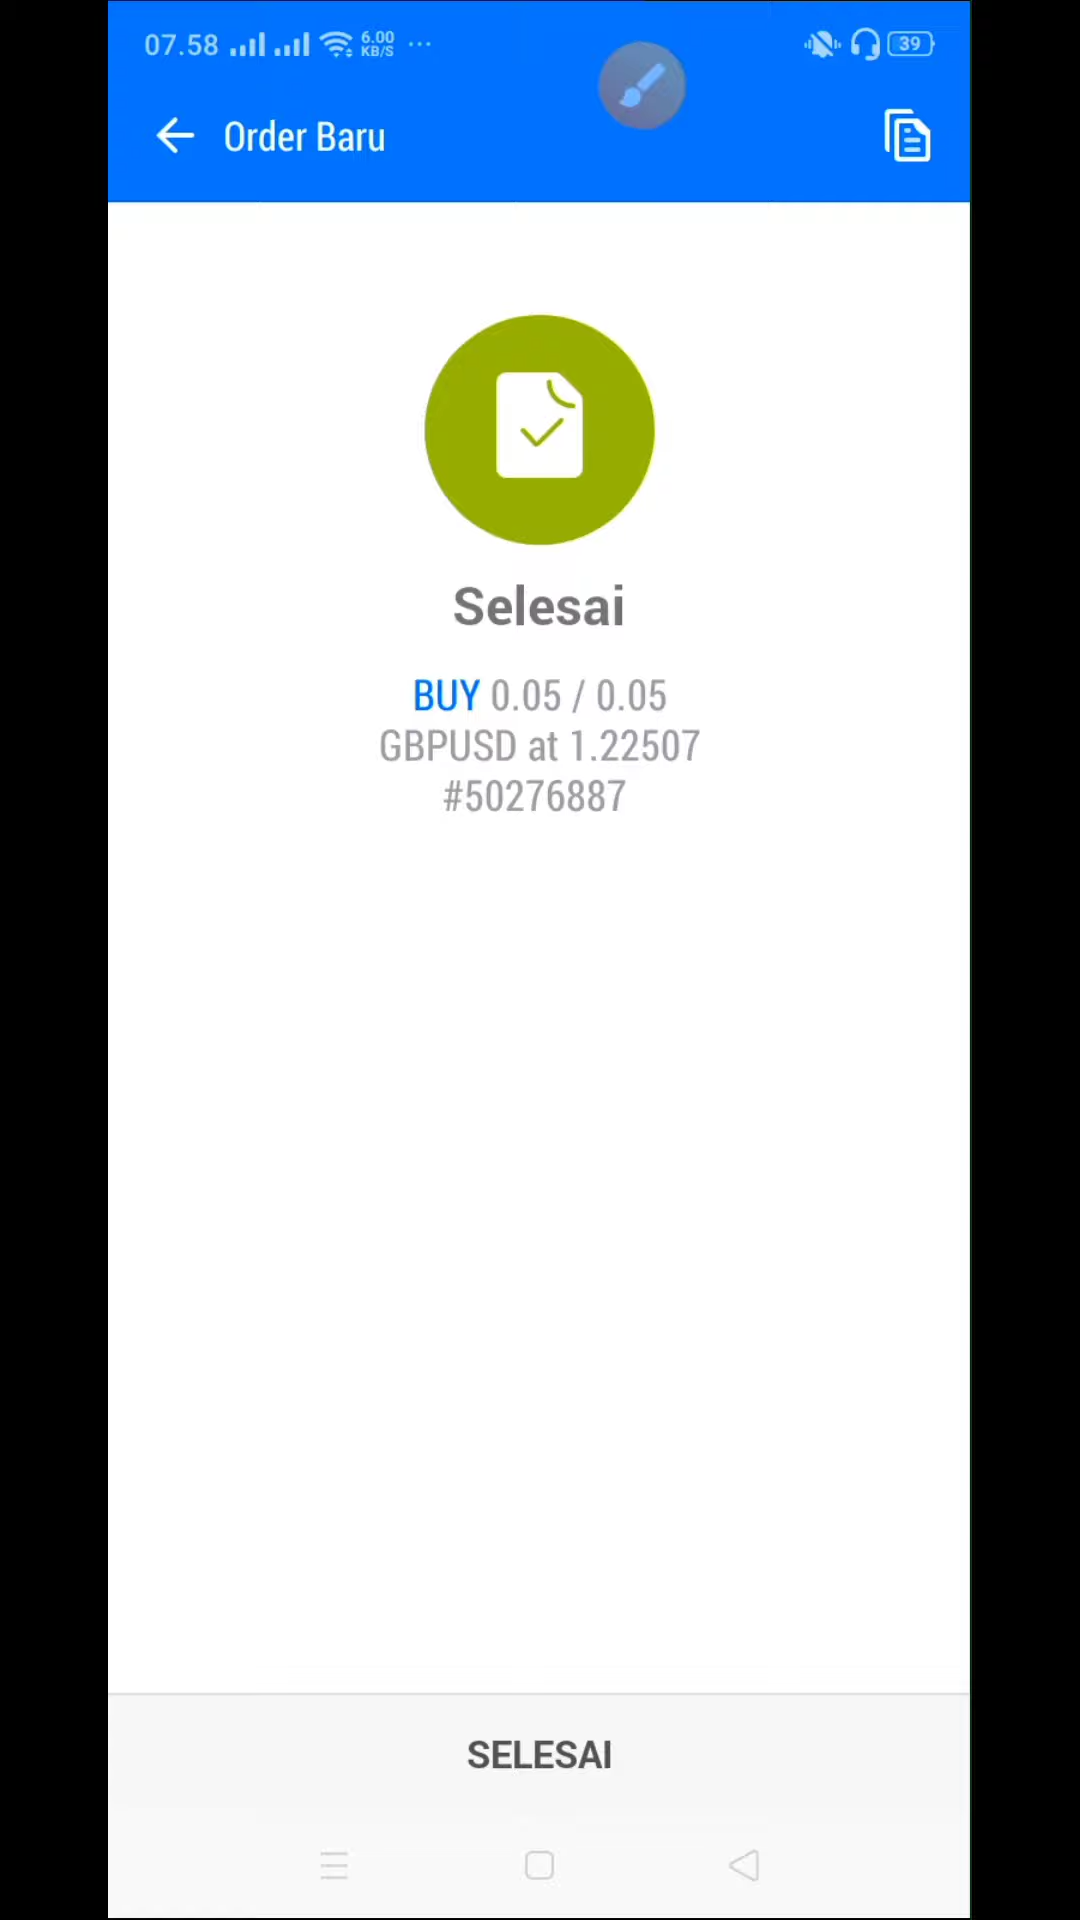 07.58 6.00 KB/S ... 39
Order Baru
Selesai
BUY 0.05 / 0.05
GBPUSD at 1.22507
#50276887
SELESAI